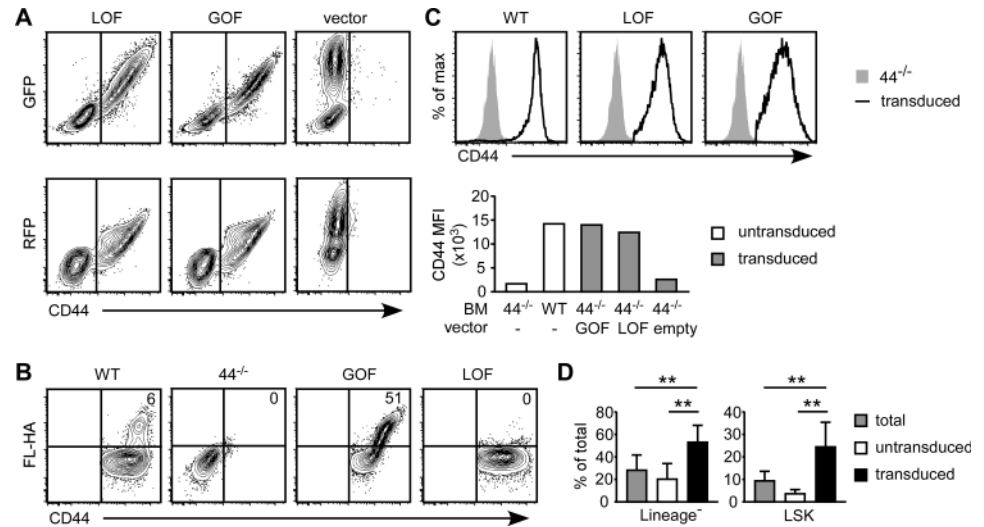 A
LOF GOF vector
GFP
RFP
CD44
C
WT LOF GOF
% of max
CD44
44-/-
transduced
CD44 MFI
(x10³)
20
15
10
5
0
BM 44-/- WT 44-/- 44-/- 44-/-
vector - - GOF LOF empty
untransduced
transduced
B
WT 44-/- GOF LOF
6 0 51 0
FL-HA
CD44
D
** **
** **
% of total
80 40
60 30
40 20
20 10
0 0
Lineage- LSK
total
untransduced
transduced